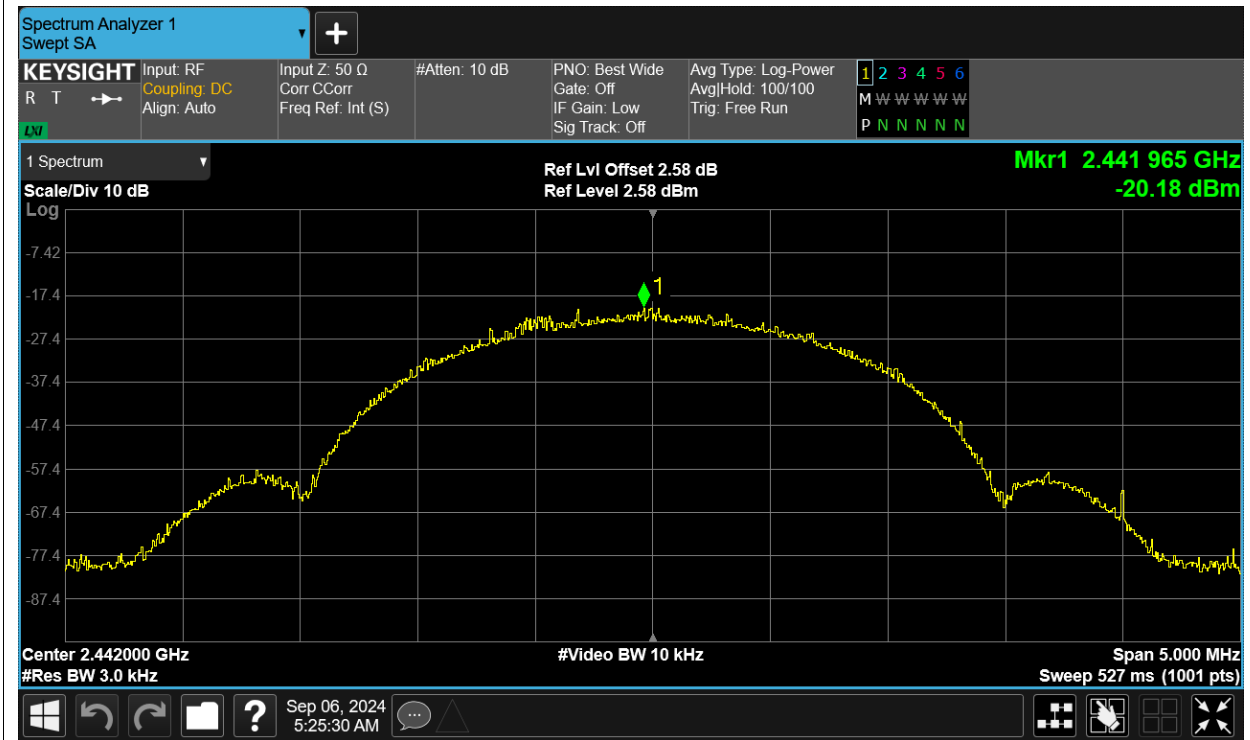 Spectrum Analyzer 1
Swept SA
KEYSIGHT
R T
LXI
Input: RF
Coupling: DC
Align: Auto
Input Z: 50 Ω
Corr CCorr
Freq Ref: Int (S)
#Atten: 10 dB
PNO: Best Wide
Gate: Off
IF Gain: Low
Sig Track: Off
Avg Type: Log-Power
Avg|Hold: 100/100
Trig: Free Run
1 2 3 4 5 6
M W W W W W
P N N N N N
1 Spectrum
Scale/Div 10 dB
Ref Lvl Offset 2.58 dB
Ref Level 2.58 dBm
Mkr1 2.441 965 GHz
-20.18 dBm
Log
-7.42
-17.4
-27.4
-37.4
-47.4
-57.4
-67.4
-77.4
-87.4
1
Center 2.442000 GHz
#Res BW 3.0 kHz
#Video BW 10 kHz
Span 5.000 MHz
Sweep 527 ms (1001 pts)
?
Sep 06, 2024
5:25:30 AM